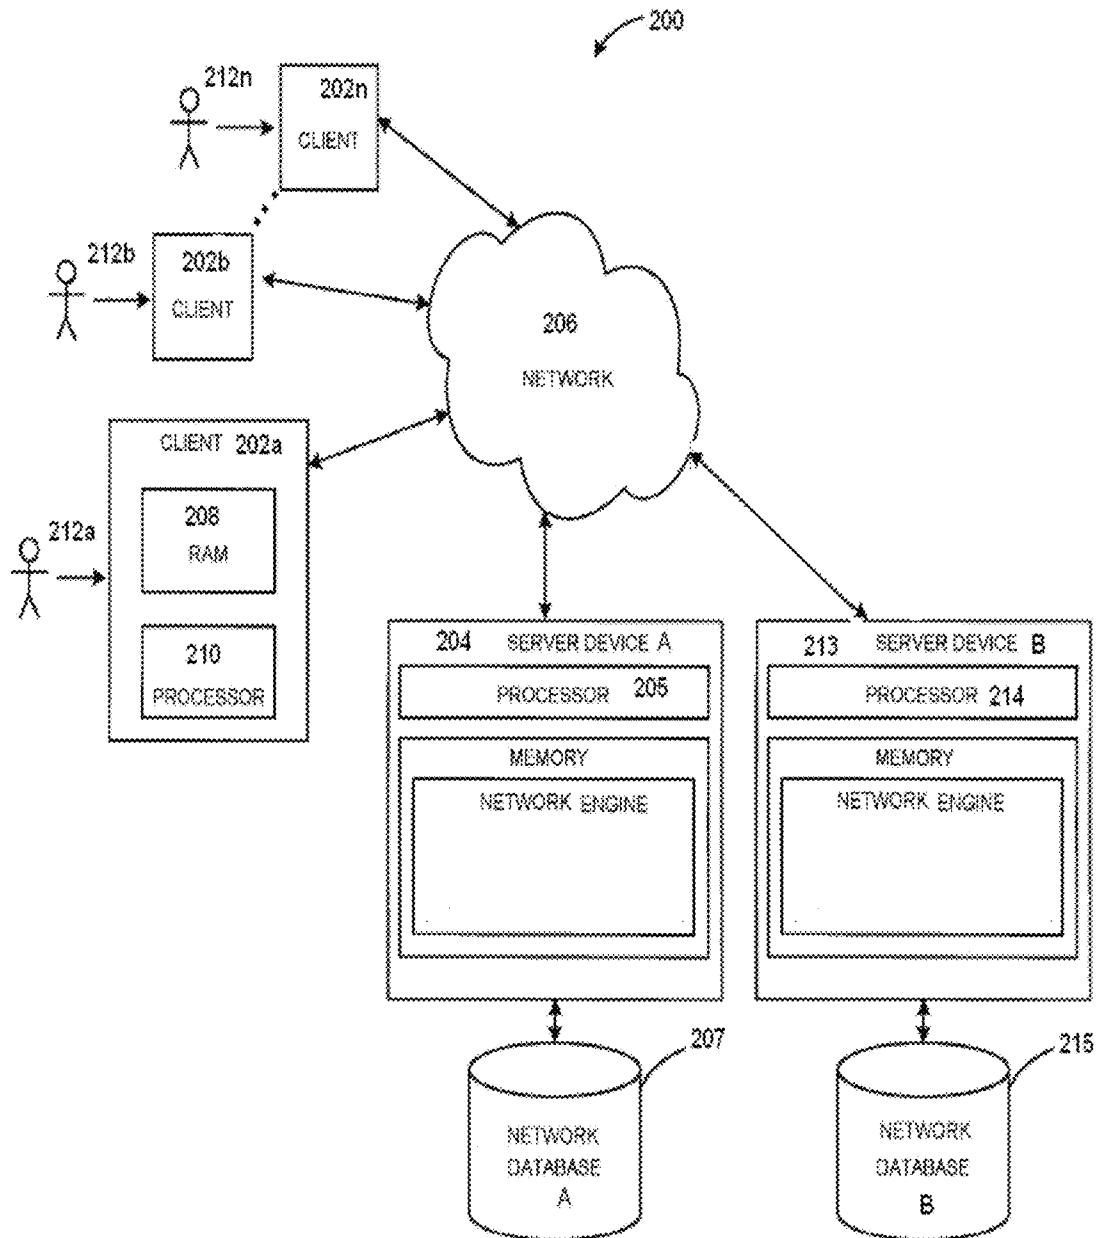 200
212n
202n
CLIENT
212b
202b
CLIENT
206
NETWORK
CLIENT 202a
212a
208
RAM
210
PROCESSOR
204 SERVER DEVICE A
PROCESSOR 205
MEMORY
NETWORK ENGINE
213 SERVER DEVICE B
PROCESSOR 214
MEMORY
NETWORK ENGINE
207
NETWORK
DATABASE
A
215
NETWORK
DATABASE
B